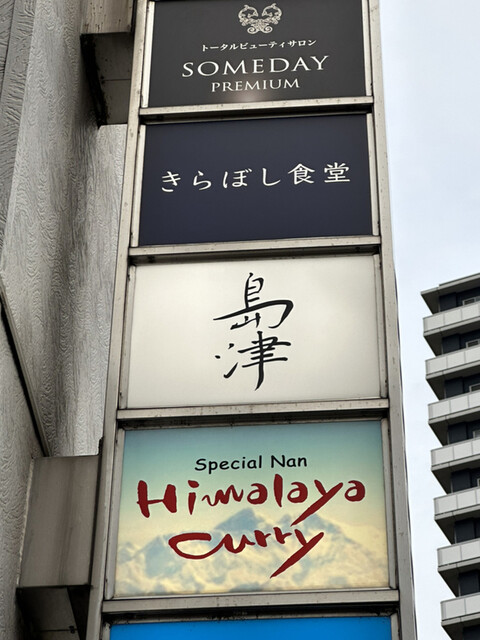 トータルビューティサロン
SOMEDAY
PREMIUM
きらぼし食堂
島
津
Special Nan
Himalaya
curry